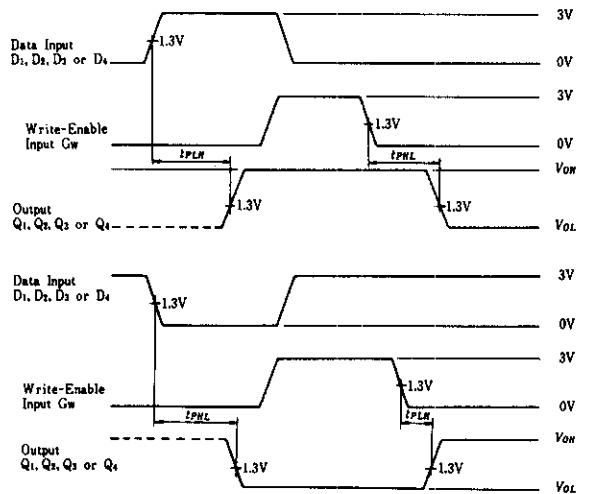 3V
Data Input
D₁, D₂, D₃ or D₄
1.3V
0V
3V
Write-Enable
Input Gw
1.3V
0V
tPLH
tPHL
VOH
Output
Q₁, Q₂, Q₃ or Q₄
1.3V
1.3V
VOL
3V
Data Input
D₁, D₂, D₃ or D₄
1.3V
0V
3V
Write-Enable
Input Gw
1.3V
0V
tPHL
tPLH
VOH
Output
Q₁, Q₂, Q₃ or Q₄
1.3V
1.3V
VOL